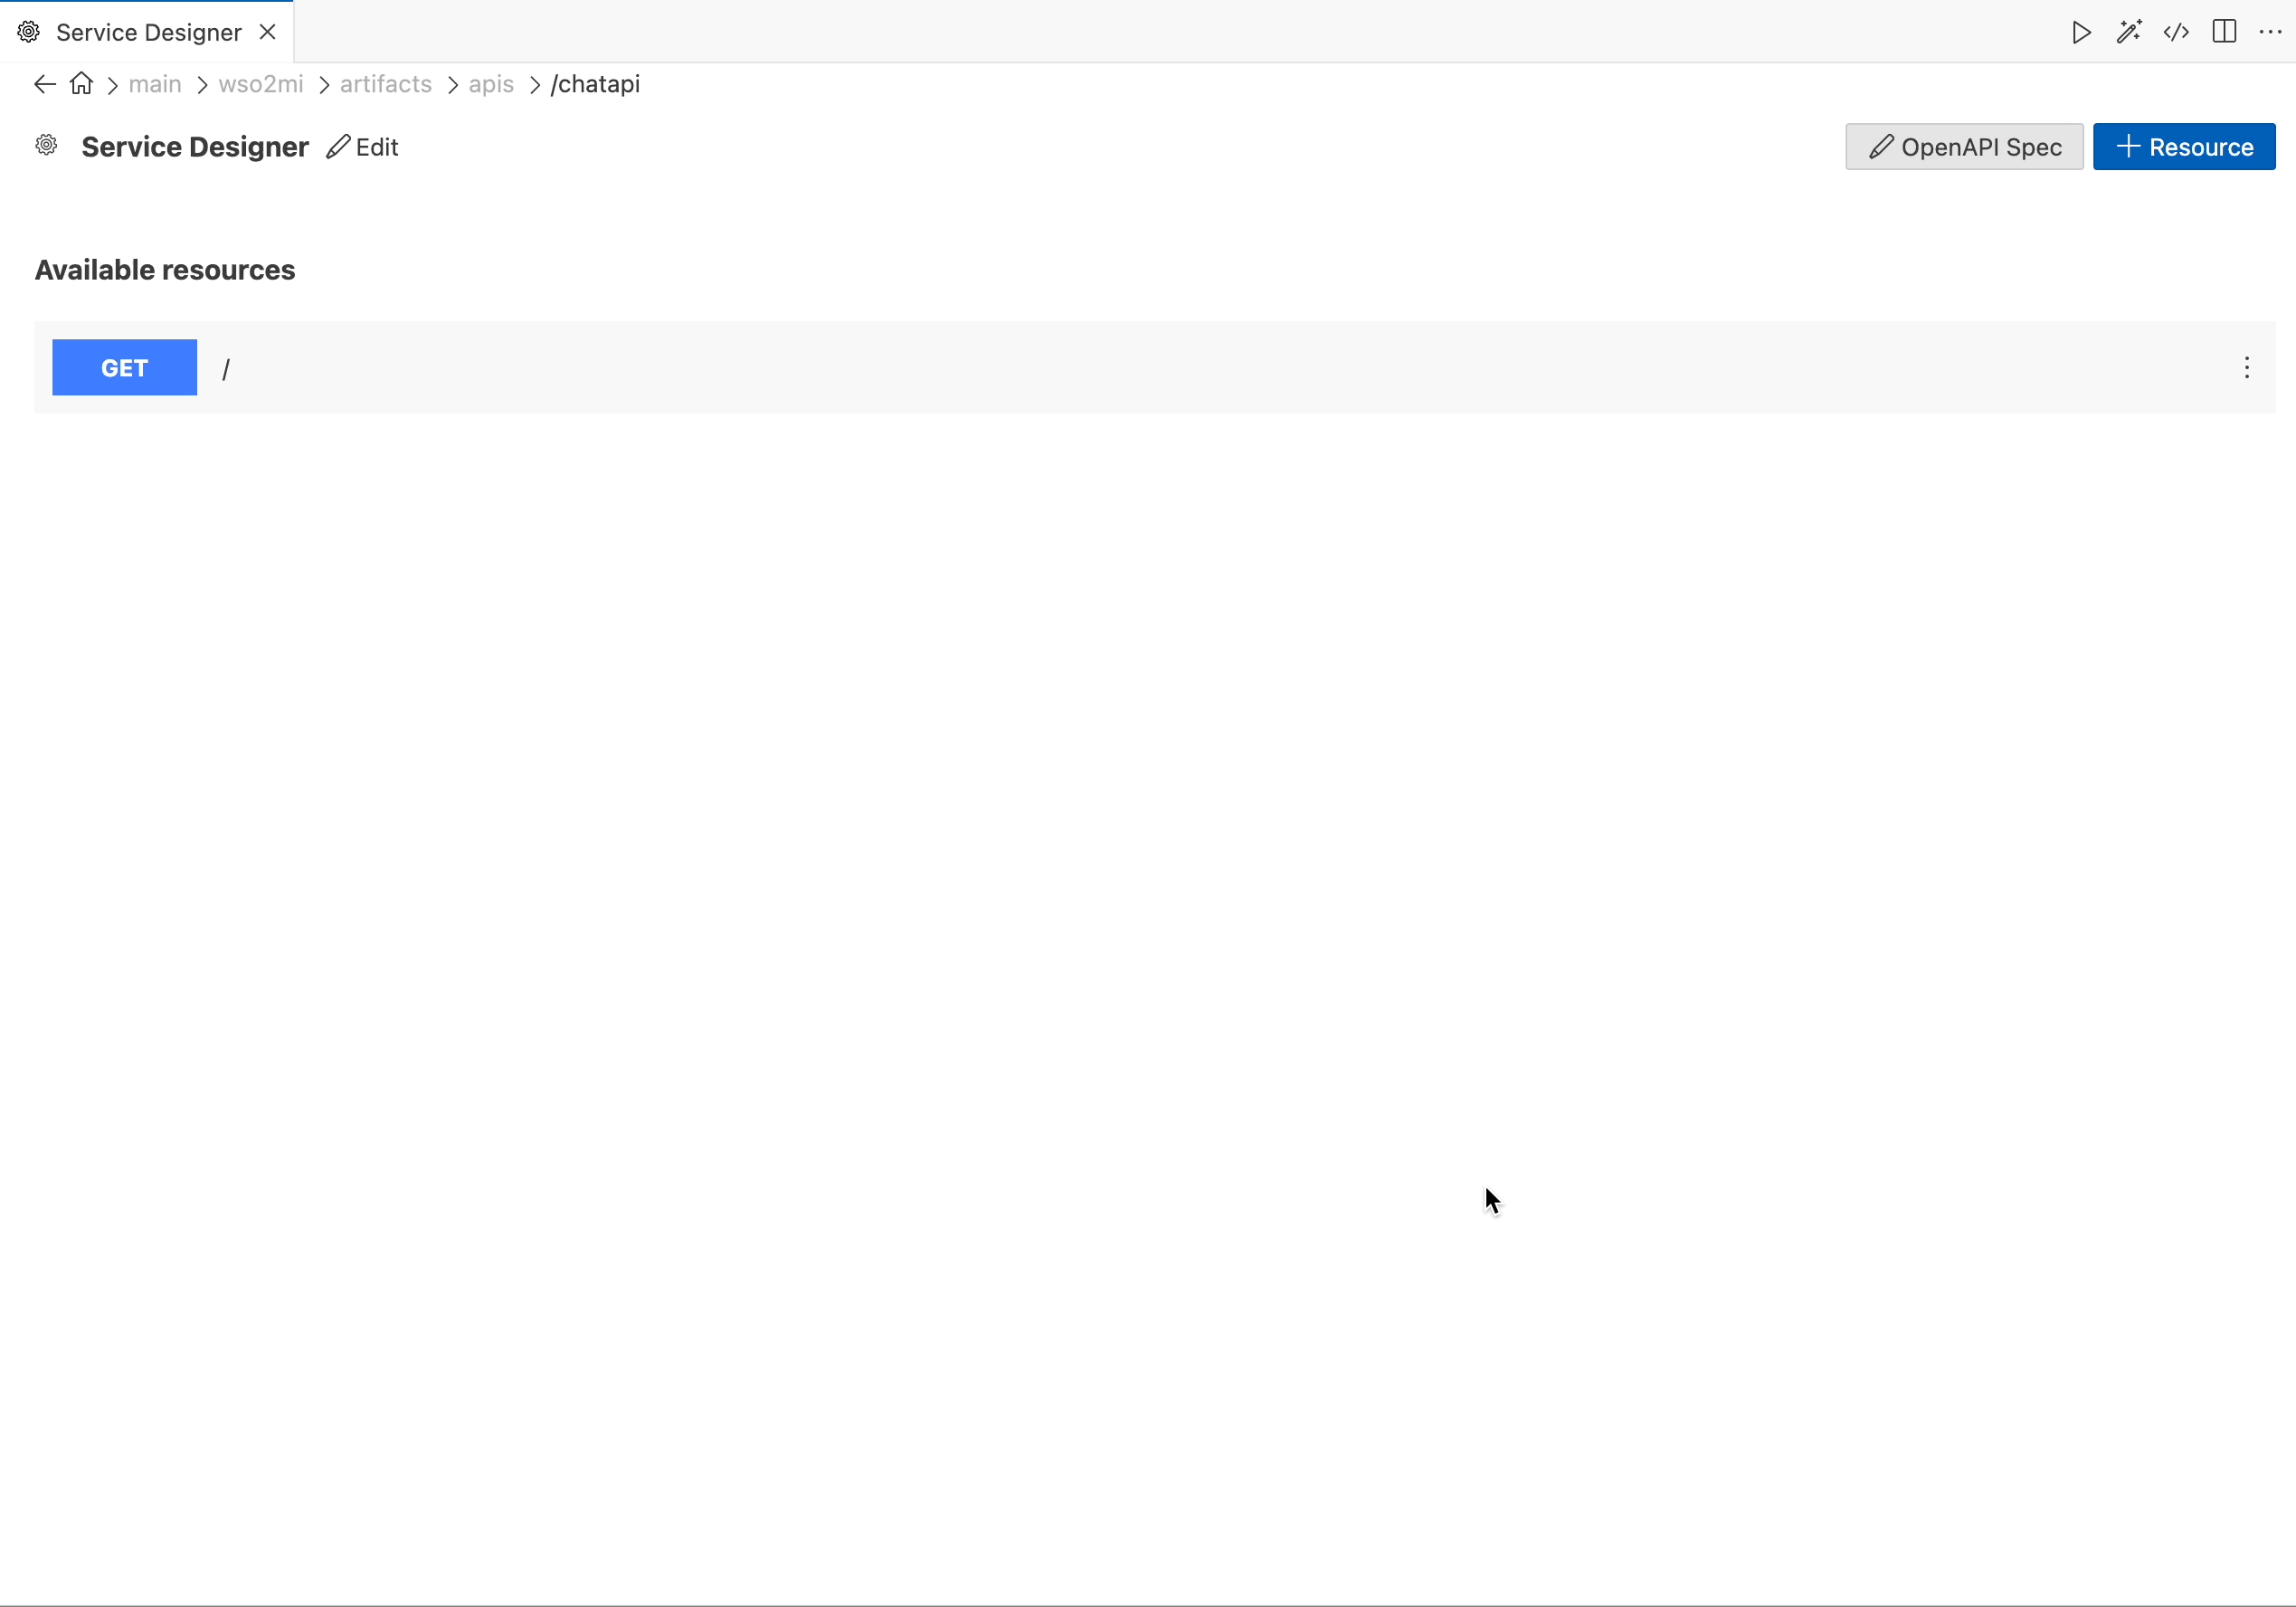 Service Designer
main > wso2mi > artifacts > apis > /chatapi
Service Designer Edit
OpenAPI Spec
Resource
Available resources
GET /